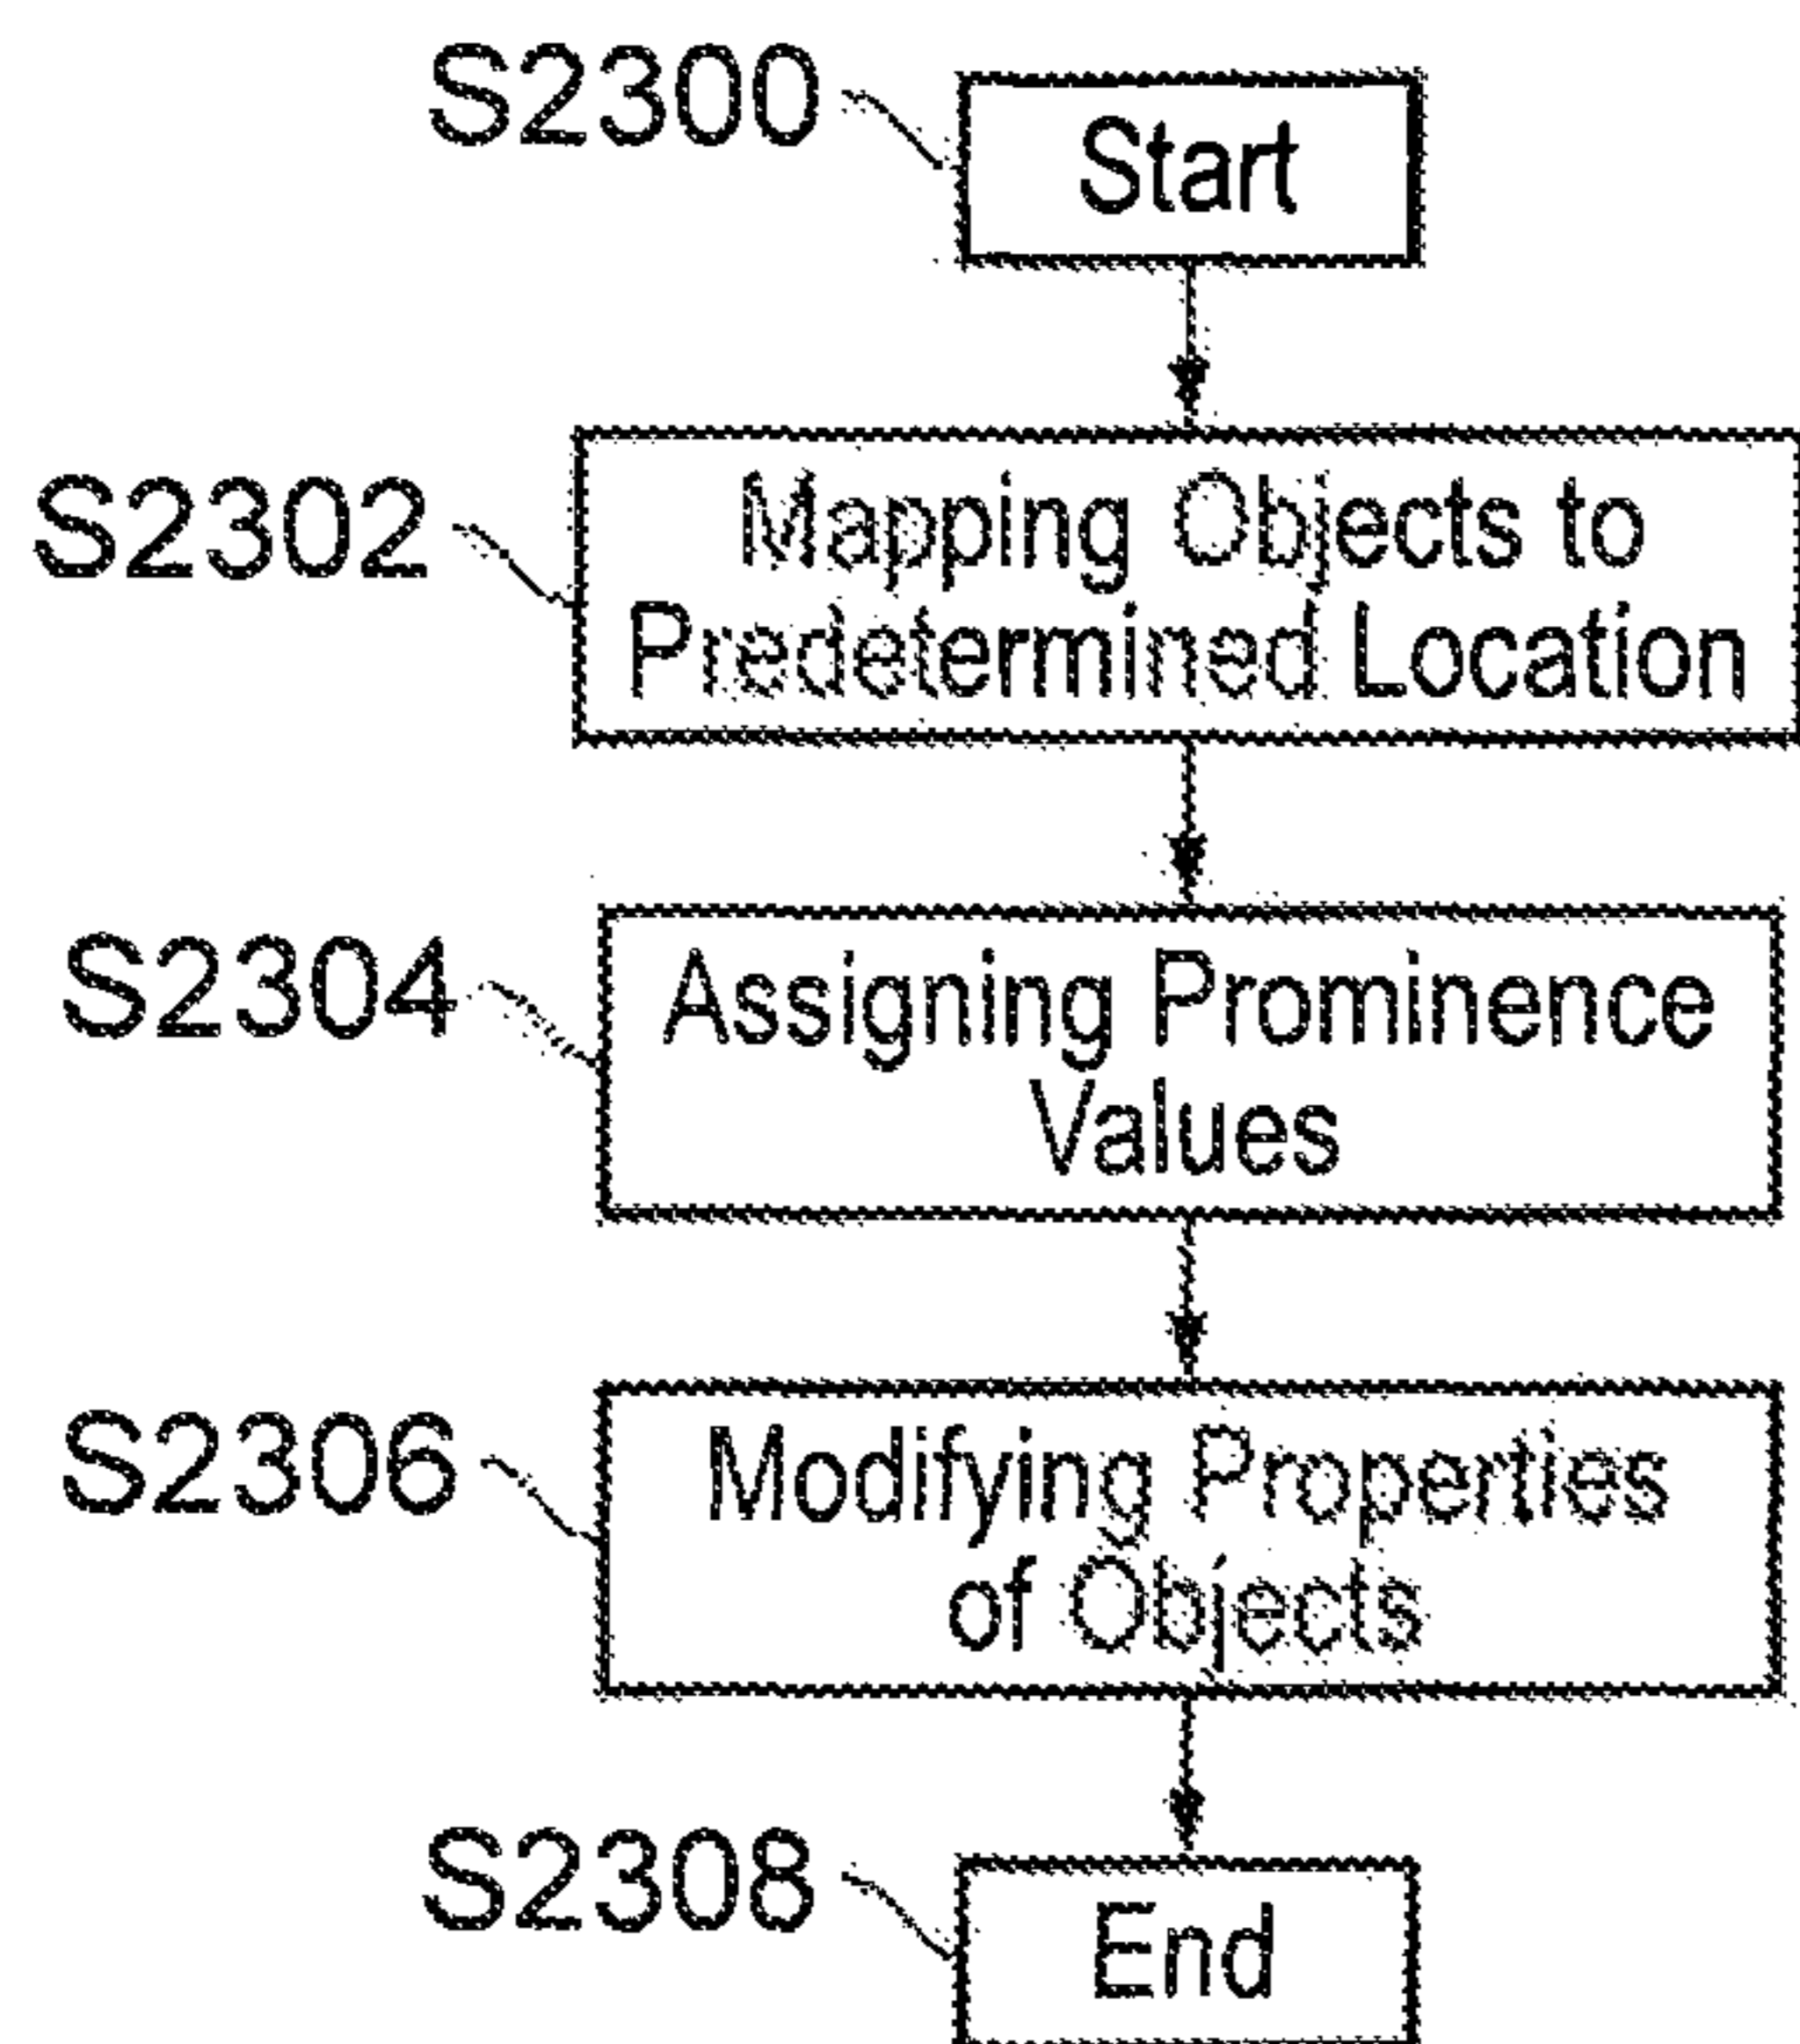 S2300
Start
S2302
Mapping Objects to
Predetermined Location
S2304
Assigning Prominence
Values
S2306
Modifying Properties
of Objects
S2308
End